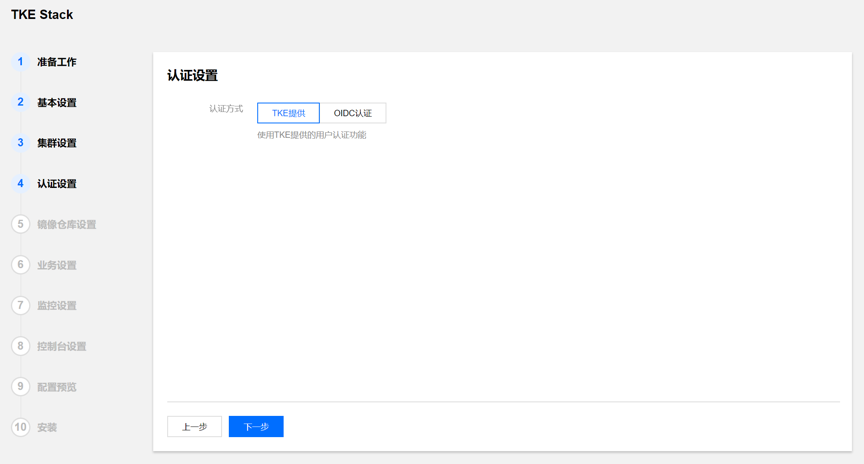 TKE Stack
1 准备工作
2 基本设置
3 集群设置
4 认证设置
5 镜像仓库设置
6 业务设置
7 监控设置
8 控制台设置
9 配置预览
10 安装
认证设置
认证方式 TKE提供 OIDC认证
使用TKE提供的用户认证功能
上一步 下一步